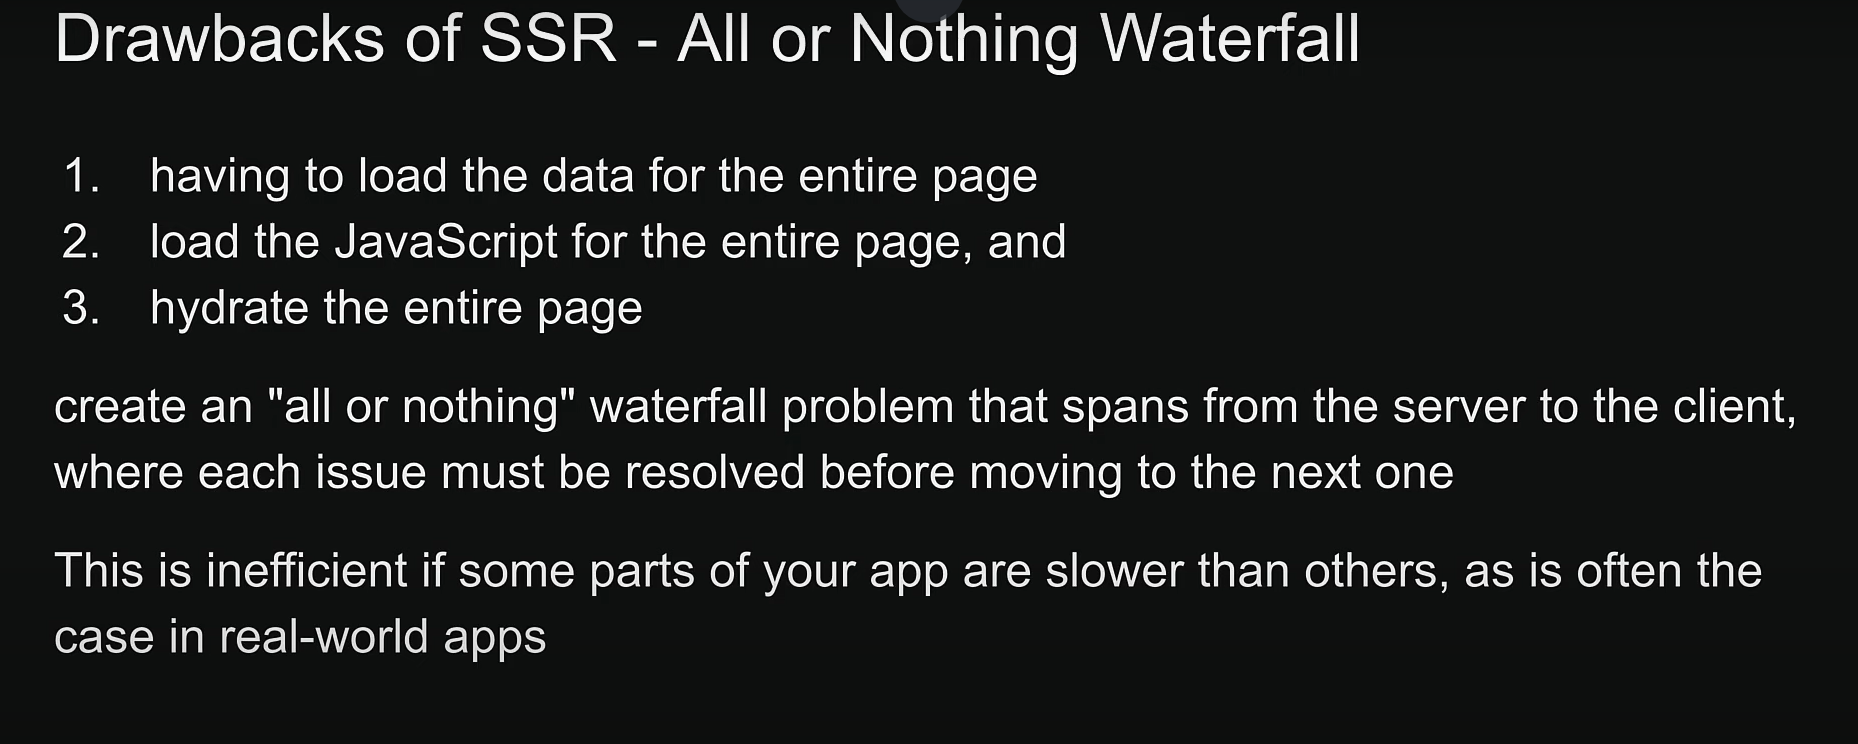 Drawbacks of SSR - All or Nothing Waterfall
1. having to load the data for the entire page
2. load the JavaScript for the entire page, and
3. hydrate the entire page
create an "all or nothing" waterfall problem that spans from the server to the client,
where each issue must be resolved before moving to the next one
This is inefficient if some parts of your app are slower than others, as is often the
case in real-world apps